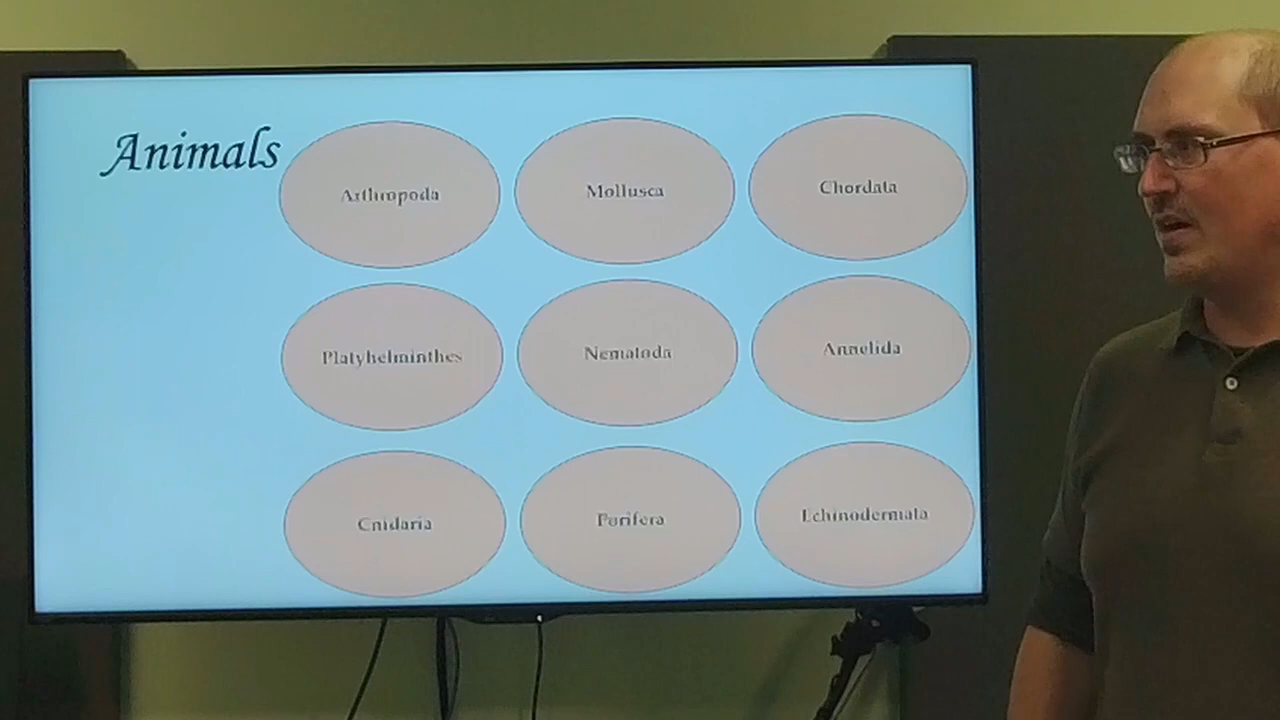 Animals
Arthropoda
Mollusca
Chordata
Platyhelminthes
Nematoda
Annelida
Cnidaria
Porifera
Echinodermata